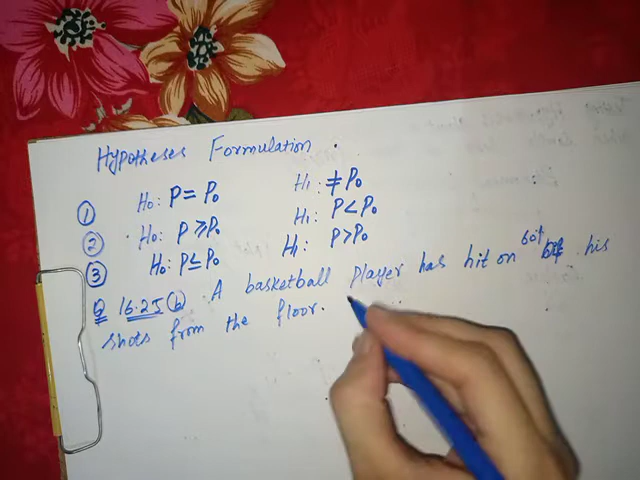 Hypotheses Formulation.
① H₀: P = P₀ H₁: ≠ P₀
② H₀: P ≥ P₀ H₁: P < P₀
③ H₀: P ≤ P₀ H₁: P > P₀
Q 16.25(b) A basketball player has hit on his
shots from the floor.